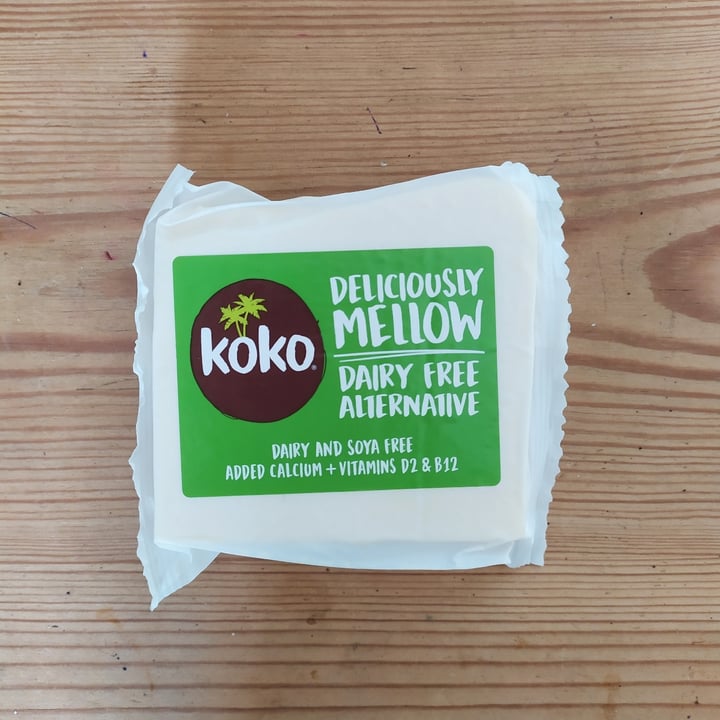 koko®
DELICIOUSLY
MELLOW
DAIRY FREE
ALTERNATIVE
DAIRY AND SOYA FREE
ADDED CALCIUM + VITAMINS D2 & B12